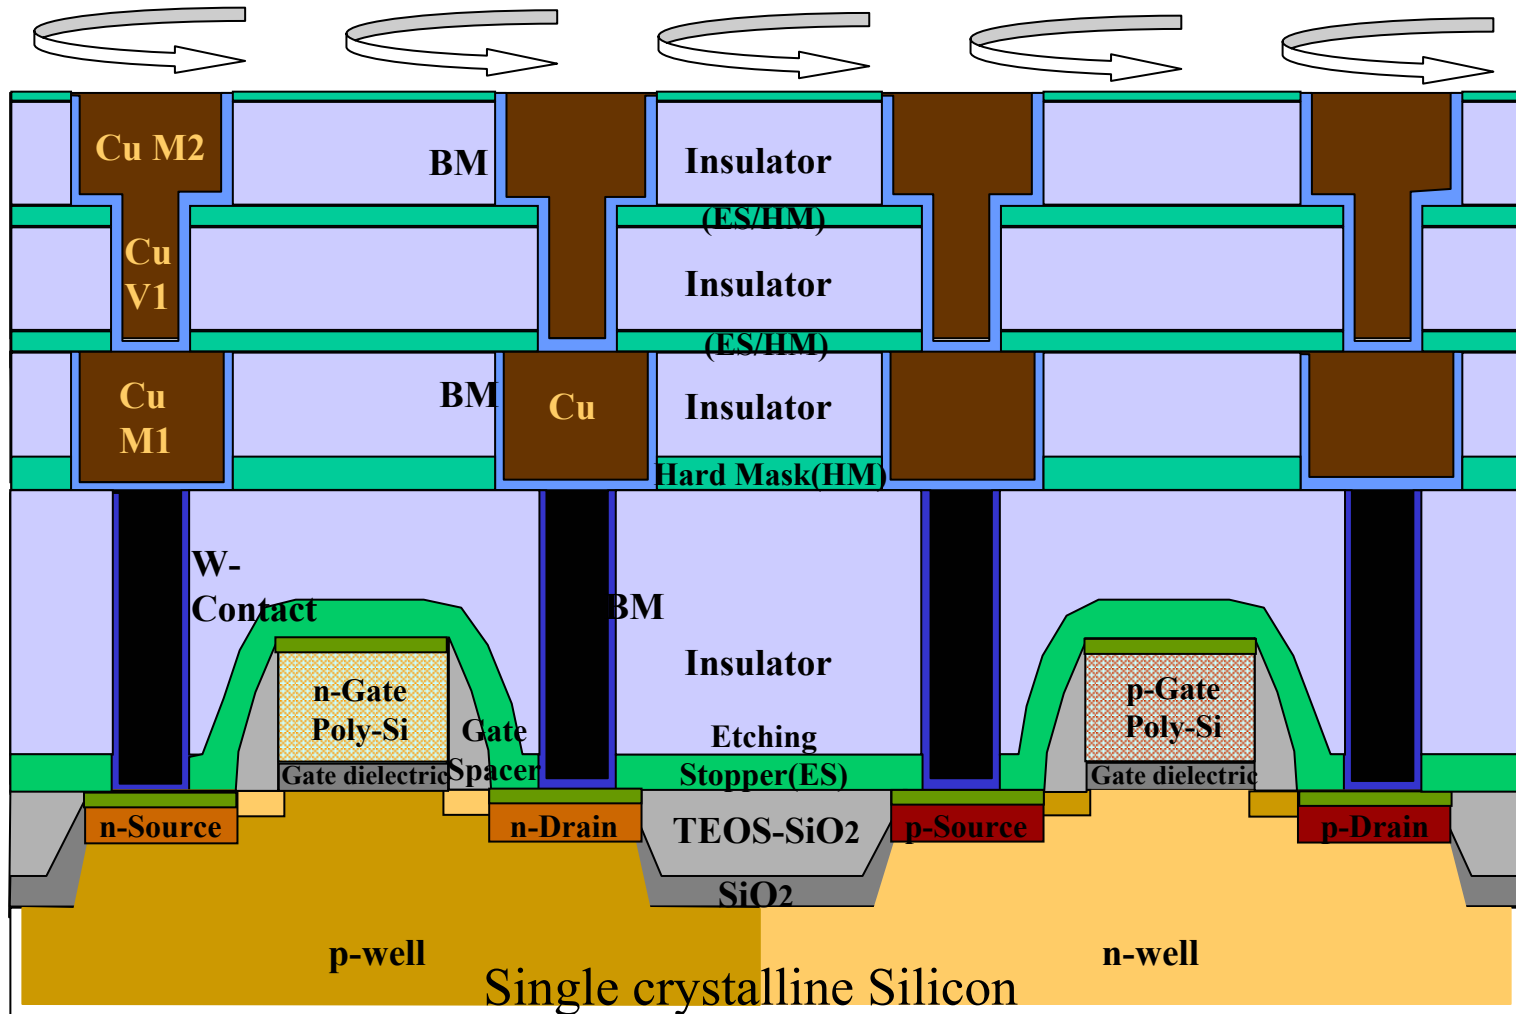 Cu M2
BM
Insulator
(ES/HM)
Cu
V1
Insulator
(ES/HM)
Cu
M1
BM
Cu
Insulator
Hard Mask(HM)
W-
Contact
BM
Insulator
n-Gate
Poly-Si
Gate
Spacer
Gate dielectric
Etching
Stopper(ES)
p-Gate
Poly-Si
Gate dielectric
n-Source
n-Drain
TEOS-SiO2
p-Source
p-Drain
SiO2
p-well
n-well
Single crystalline Silicon